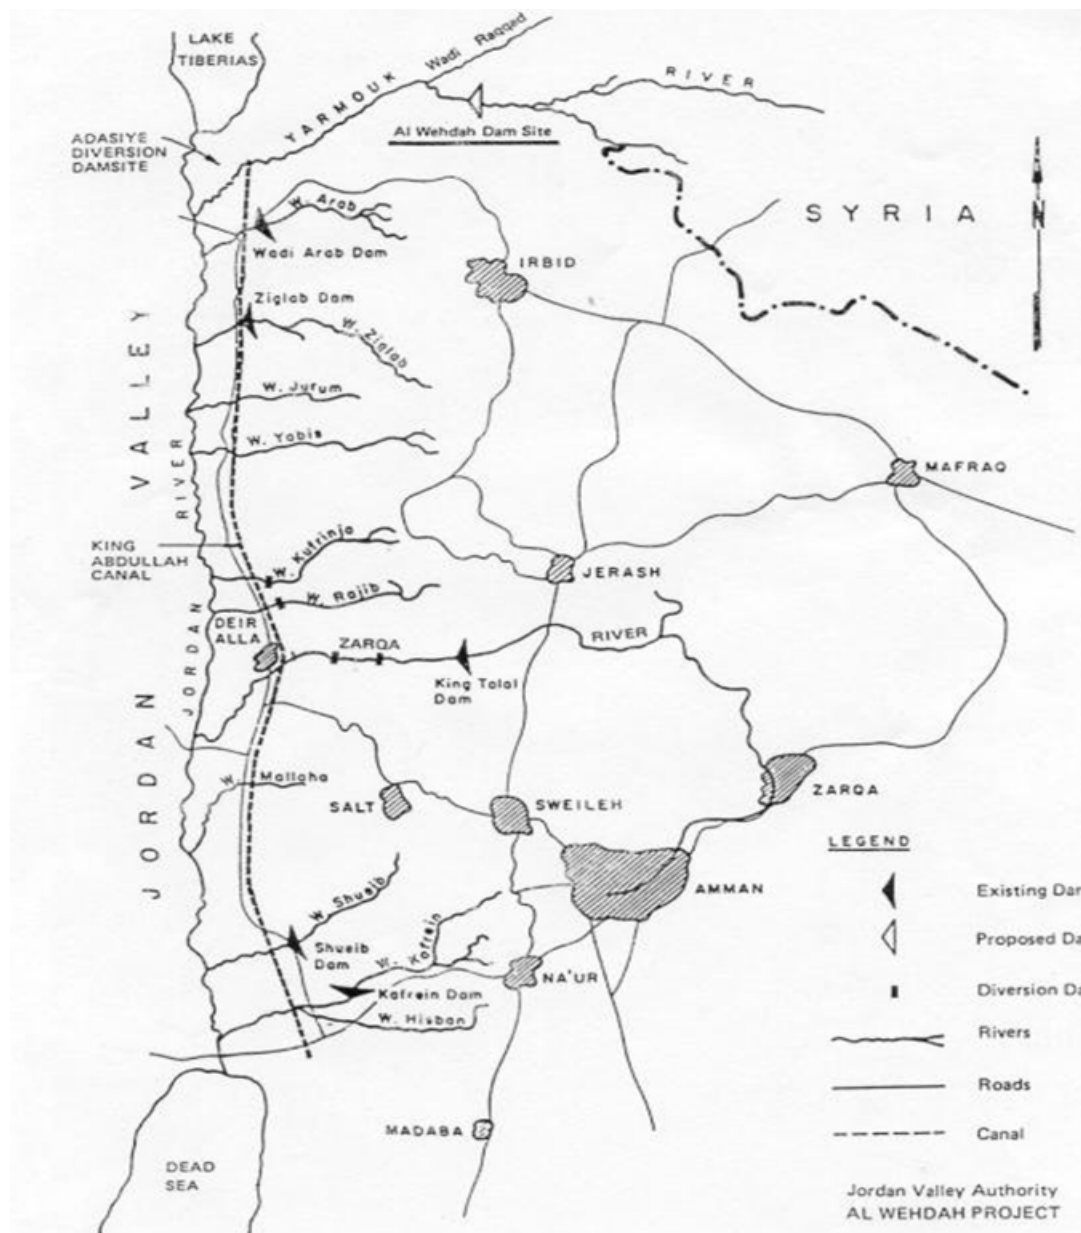 LAKE
TIBERIAS
YARMOUK
Wadi Raqqad
RIVER
Al Wehdah Dam Site
ADASIYE
DIVERSION
DAMSITE
SYRIA
N
W. Arab
Wadi Arab Dam
IRBID
Ziglab Dam
W. Ziglab
W. Jurum
W. Yabis
JORDAN VALLEY
JORDAN RIVER
MAFRAQ
KING
ABDULLAH
CANAL
W. Kufrinja
W. Rajib
JERASH
DEIR
ALLA
ZARQA
RIVER
King Talal
Dam
W. Mallaha
SALT
SWEILEH
ZARQA
AMMAN
W. Shueib
Shueib
Dam
W. Kafrein
Kafrein Dam
NA'UR
W. Hisban
MADABA
DEAD
SEA
LEGEND
Existing Da
Proposed Da
Diversion Da
Rivers
Roads
Canal
Jordan Valley Authority
AL WEHDAH PROJECT